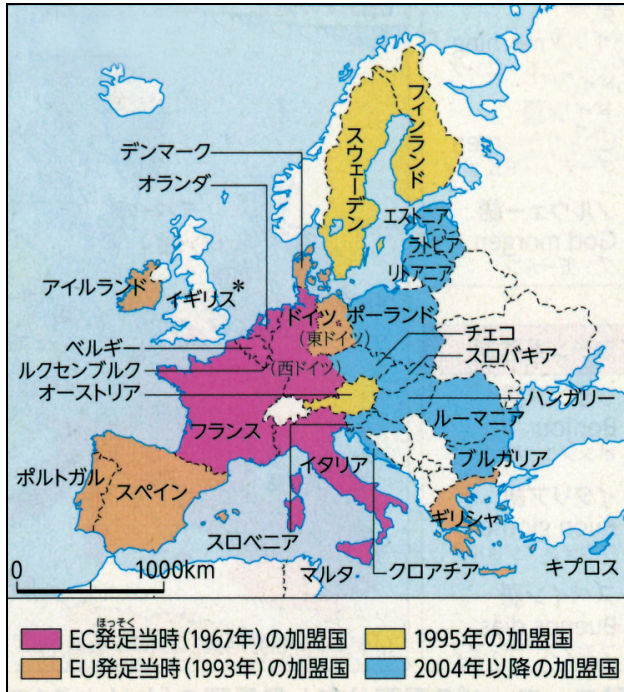 フィンランド
スウェーデン
デンマーク
オランダ
エストニア
ラトビア
リトアニア
アイルランド
イギリス*
ドイツ
(東ドイツ)
ポーランド
チェコ
スロバキア
ベルギー
ルクセンブルク
(西ドイツ)
オーストリア
ハンガリー
ルーマニア
フランス
イタリア
ブルガリア
ポルトガル
スペイン
ギリシャ
スロベニア
マルタ
クロアチア
キプロス
0 1000km
ほっそく
EC発足当時(1967年)の加盟国
1995年の加盟国
EU発足当時(1993年)の加盟国
2004年以降の加盟国